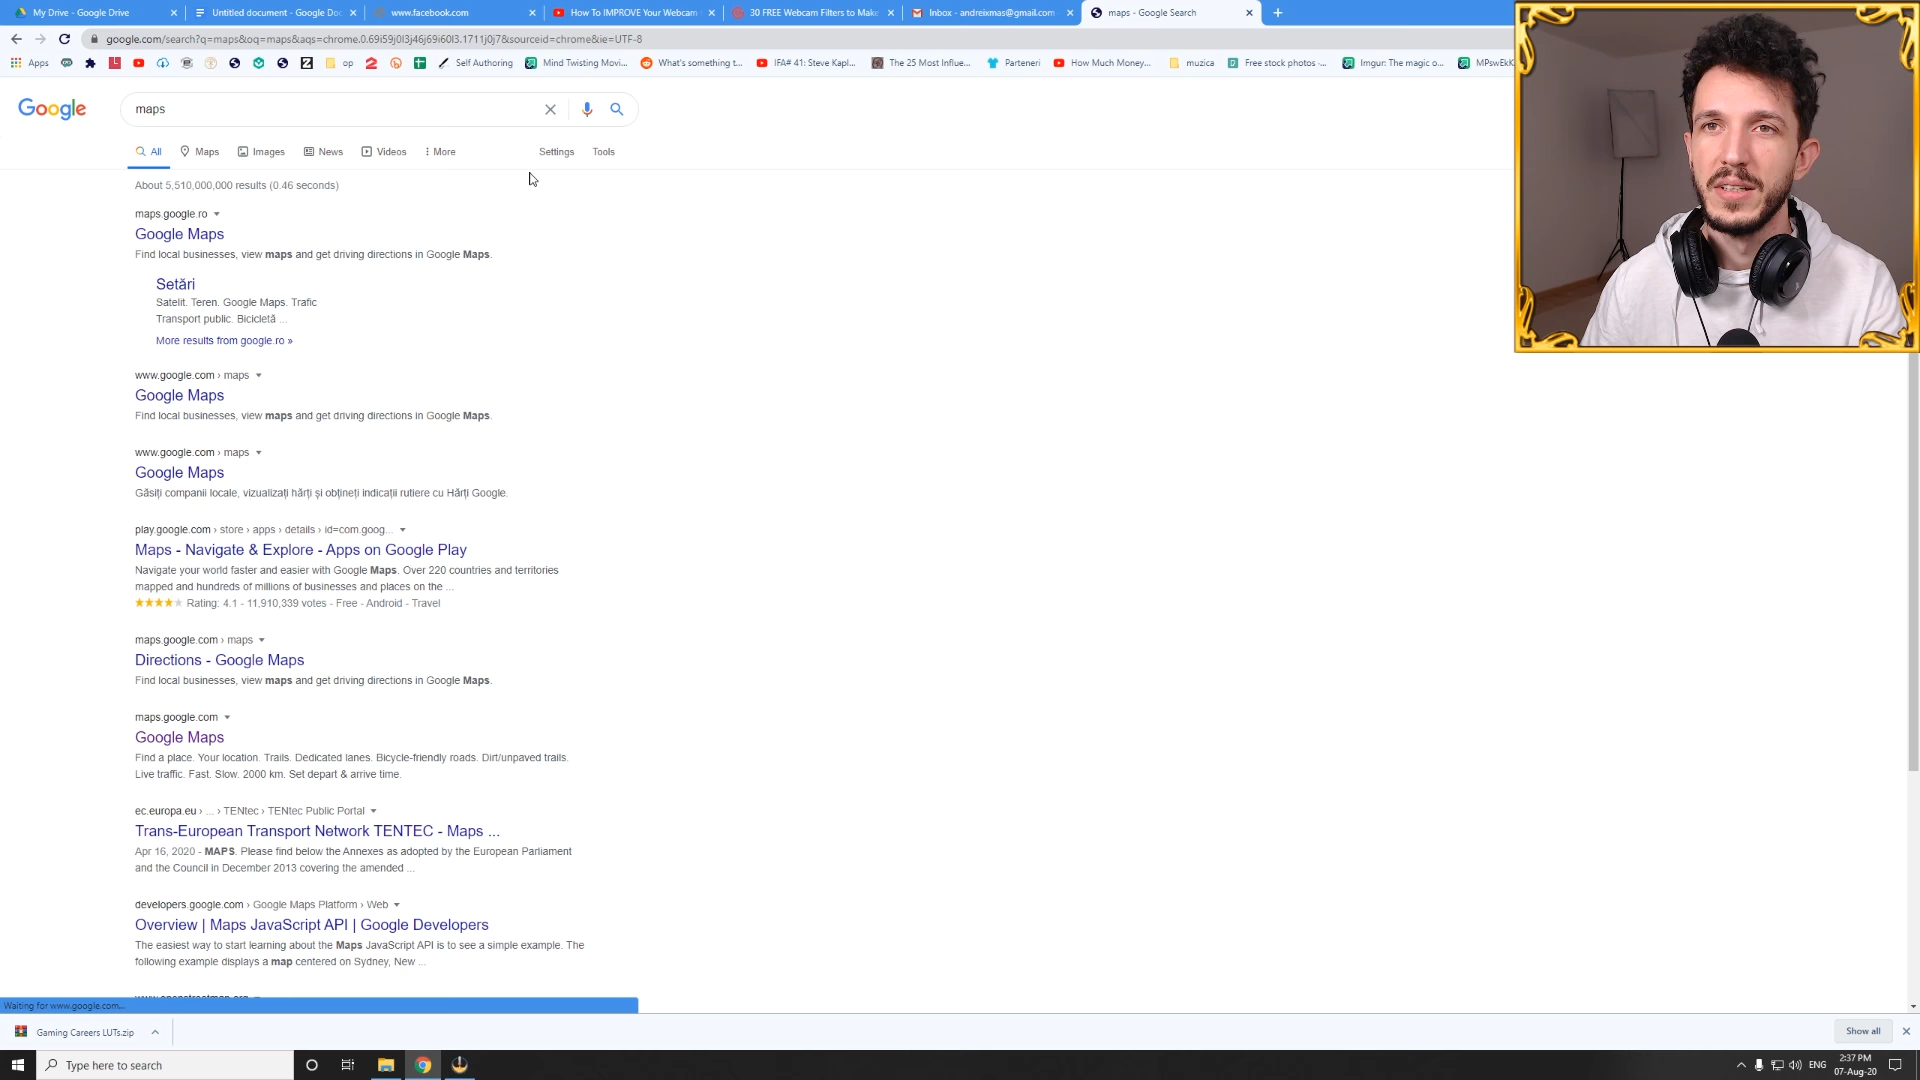 My Drive - Google Drive
Untitled document - Google Doc
www.facebook.com
How To IMPROVE Your Webcam
30 FREE Webcam Filters to Make
Inbox - andreixmas@gmail.com
maps - Google Search
google.com/search?q=maps&oq=maps&aqs=chrome.0.69i59j0l3j46j69i60l3.1711j0j7&sourceid=chrome&ie=UTF-8
Apps
op
Self Authoring
Mind Twisting Movi...
What's something t...
IFA# 41: Steve Kapl...
The 25 Most Influe...
Parteneri
How Much Money...
muzica
Free stock photos -...
Imgur: The magic o...
Google
maps
All
Maps
Images
News
Videos
More
Settings
Tools
About 5,510,000,000 results (0.46 seconds)
maps.google.ro
Google Maps
Find local businesses, view maps and get driving directions in Google Maps.
Setări
Satelit. Teren. Google Maps. Trafic
Transport public. Bicicletă ...
More results from google.ro »
www.google.com › maps
Google Maps
Find local businesses, view maps and get driving directions in Google Maps.
www.google.com › maps
Google Maps
Găsiți companii locale, vizualizați hărți și obțineți indicații rutiere cu Hărți Google.
play.google.com › store › apps › details › id=com.goog...
Maps - Navigate & Explore - Apps on Google Play
Navigate your world faster and easier with Google Maps. Over 220 countries and territories
mapped and hundreds of millions of businesses and places on the ...
Rating: 4.1 - 11,910,339 votes - Free - Android - Travel
maps.google.com › maps
Directions - Google Maps
Find local businesses, view maps and get driving directions in Google Maps.
maps.google.com
Google Maps
Find a place. Your location. Trails. Dedicated lanes. Bicycle-friendly roads. Dirt/unpaved trails.
Live traffic. Fast. Slow. 2000 km. Set depart & arrive time.
ec.europa.eu › ... › TENtec › TENtec Public Portal
Trans-European Transport Network TENTEC - Maps ...
Apr 16, 2020 - MAPS. Please find below the Annexes as adopted by the European Parliament
and the Council in December 2013 covering the amended ...
developers.google.com › Google Maps Platform › Web
Overview | Maps JavaScript API | Google Developers
The easiest way to start learning about the Maps JavaScript API is to see a simple example. The
following example displays a map centered on Sydney, New ...
www.openstreetmap.org
Waiting for www.google.com...
Gaming Careers LUTs.zip
Show all
Type here to search
ENG
2:37 PM
07-Aug-20